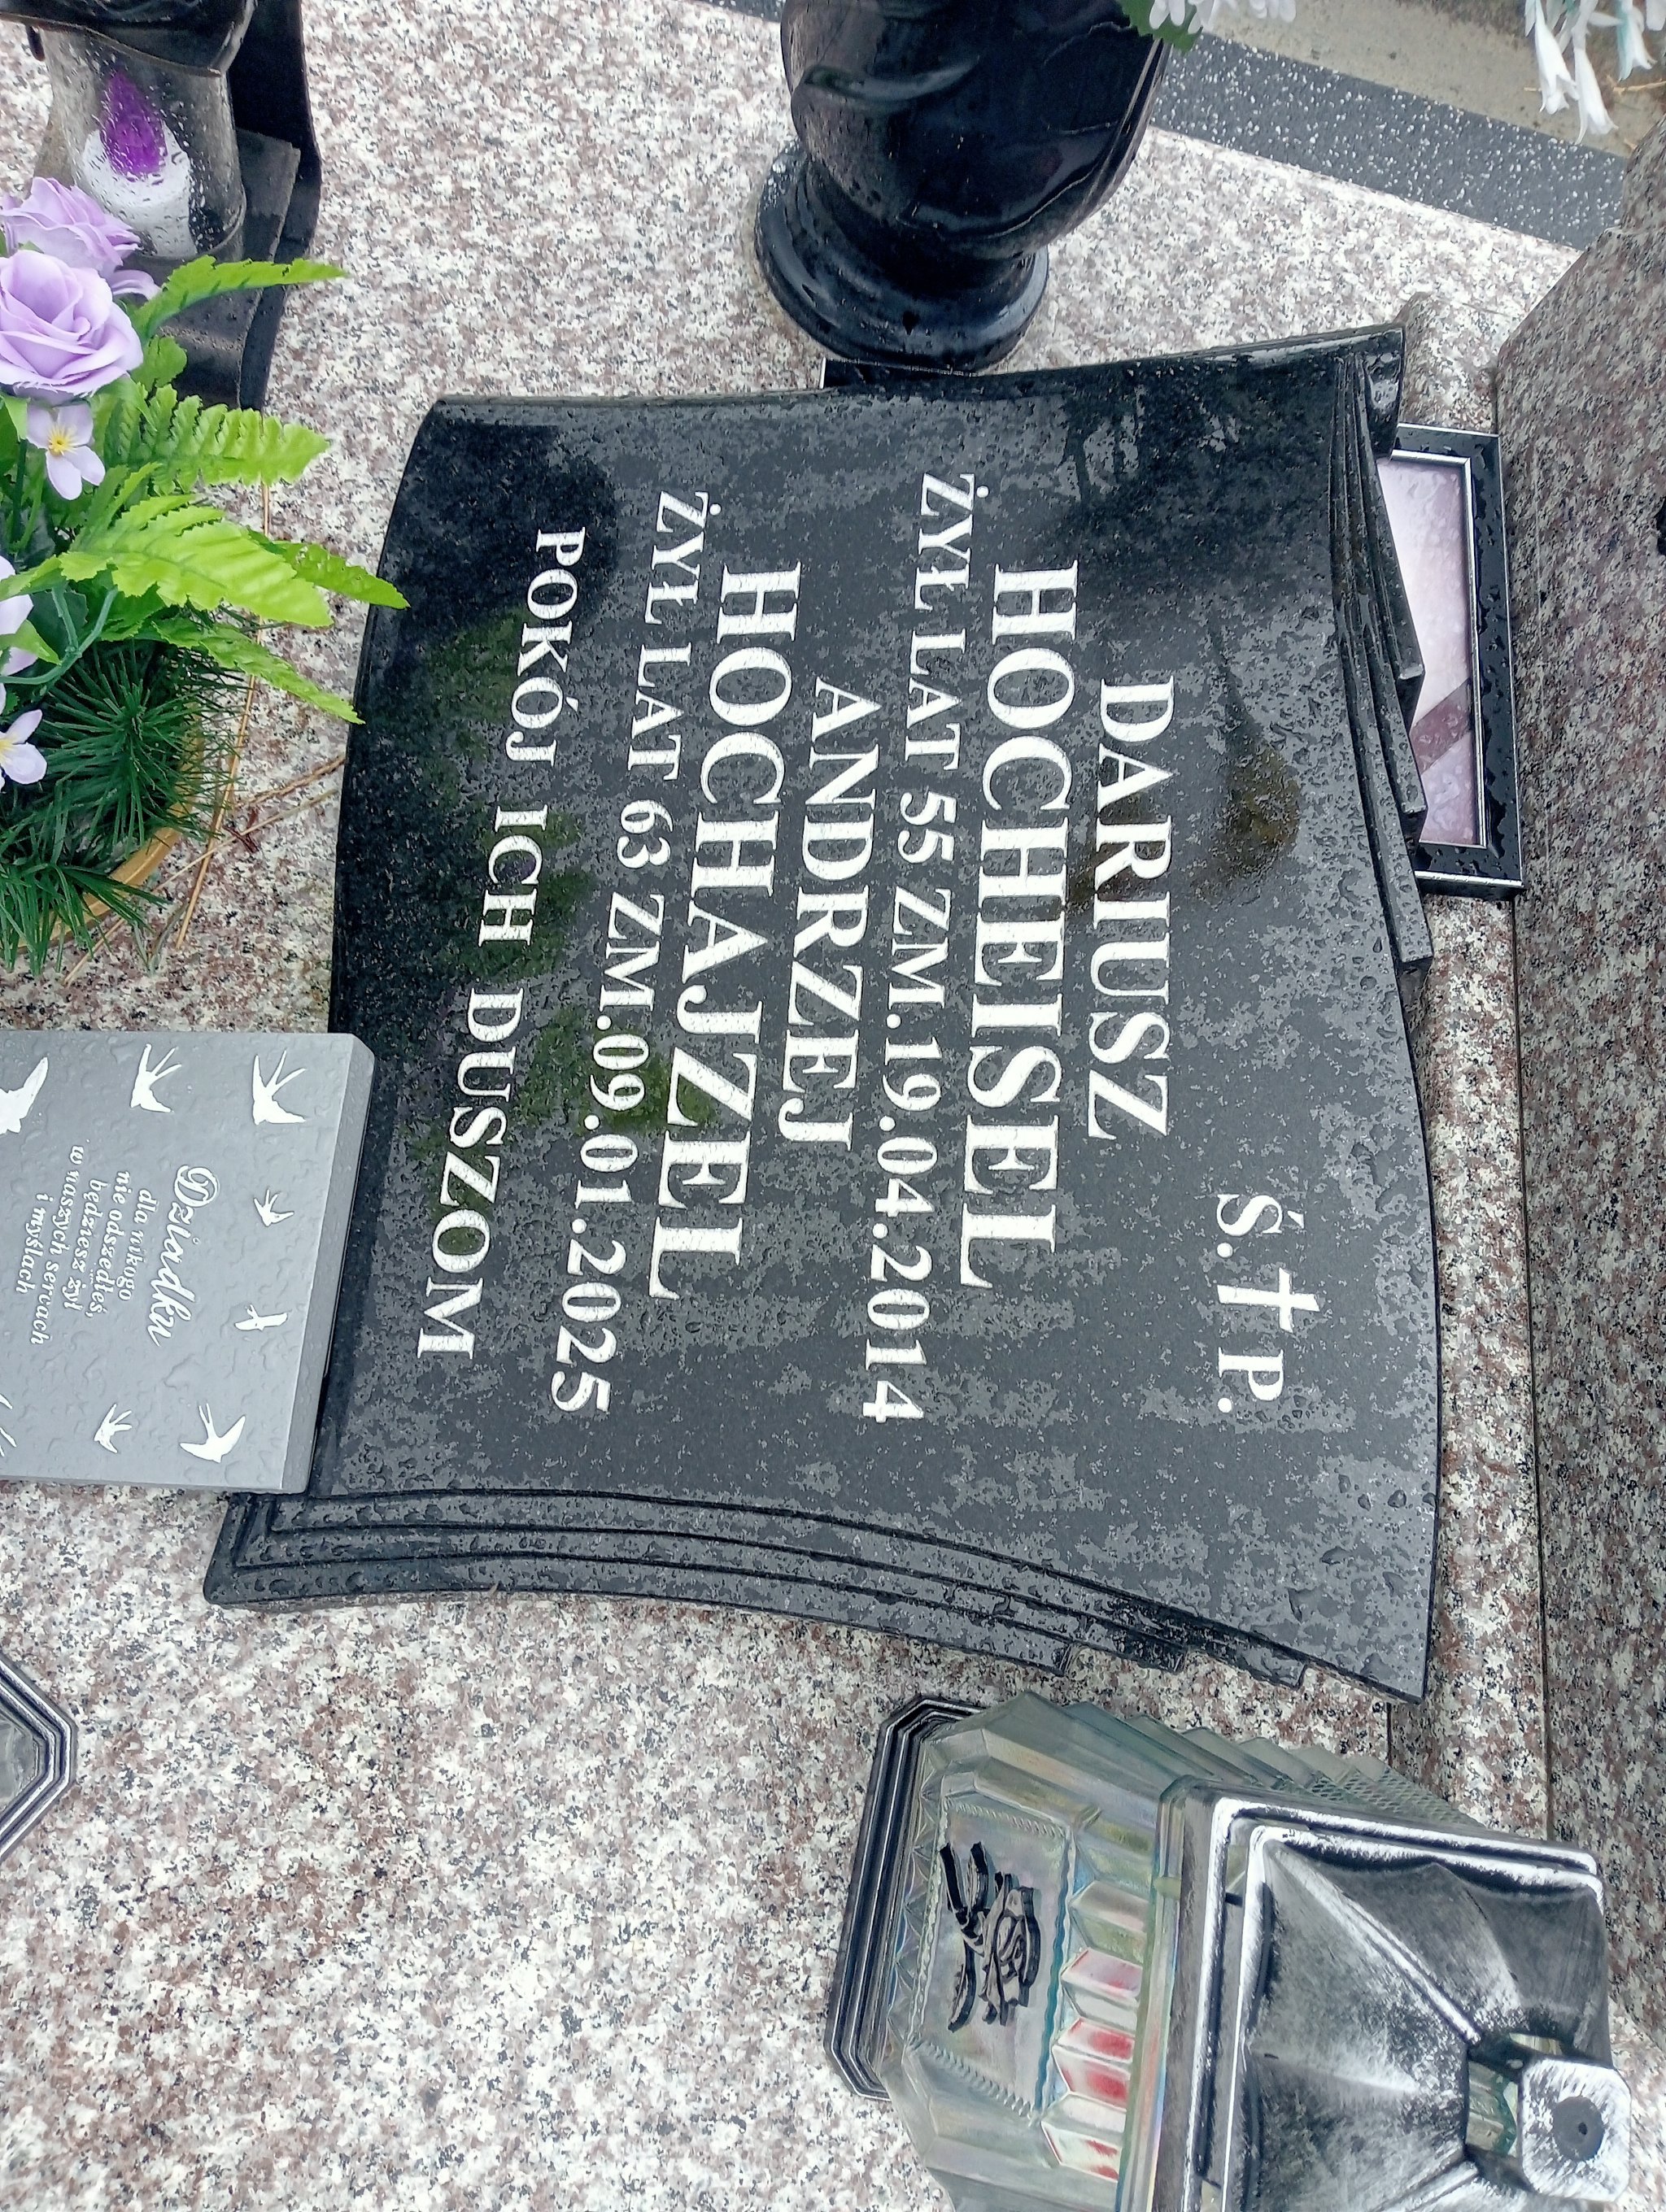 Ś. P.
DARIUSZ
HOCHEISEL
ŻYŁ LAT 55 ZM.19.04.2014
ANDRZEJ
HOCHAJZEL
ŻYŁ LAT 63 ZM.09.01.2025
POKÓJ ICH DUSZOM
Dziadku
dla nikogo
nie odszedłeś,
będziesz żył
w naszych sercach
i myślach